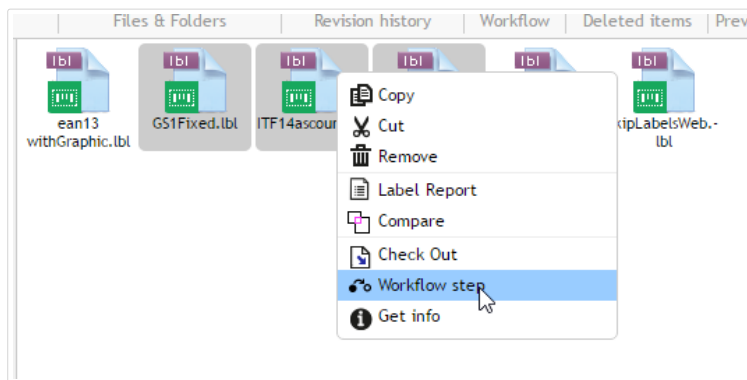 Files & Folders Revision history Workflow Deleted items Prev
lbl lbl lbl lbl lbl lbl
ean13 GS1Fixed.lbl ITF14ascour kipLabelsWeb.-
withGraphic.lbl lbl
Copy
Cut
Remove
Label Report
Compare
Check Out
Workflow step
Get info